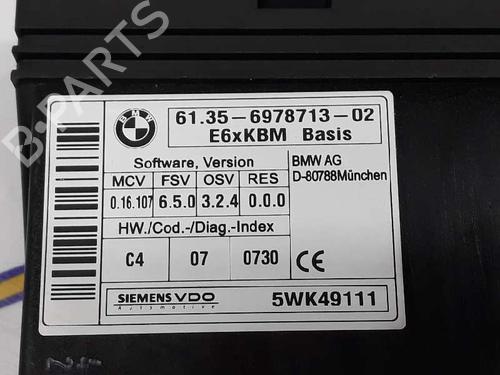 BMW
61.35-6978713-02
E6xKBM Basis
Software, Version
MCV FSV OSV RES
0.16.107 6.5.0 3.2.4 0.0.0
BMW AG
D-80788München
HW./Cod.-/Diag.-Index
C4 07 0730
CE
SIEMENS VDO
Automotive
5WK49111
B-PARTS